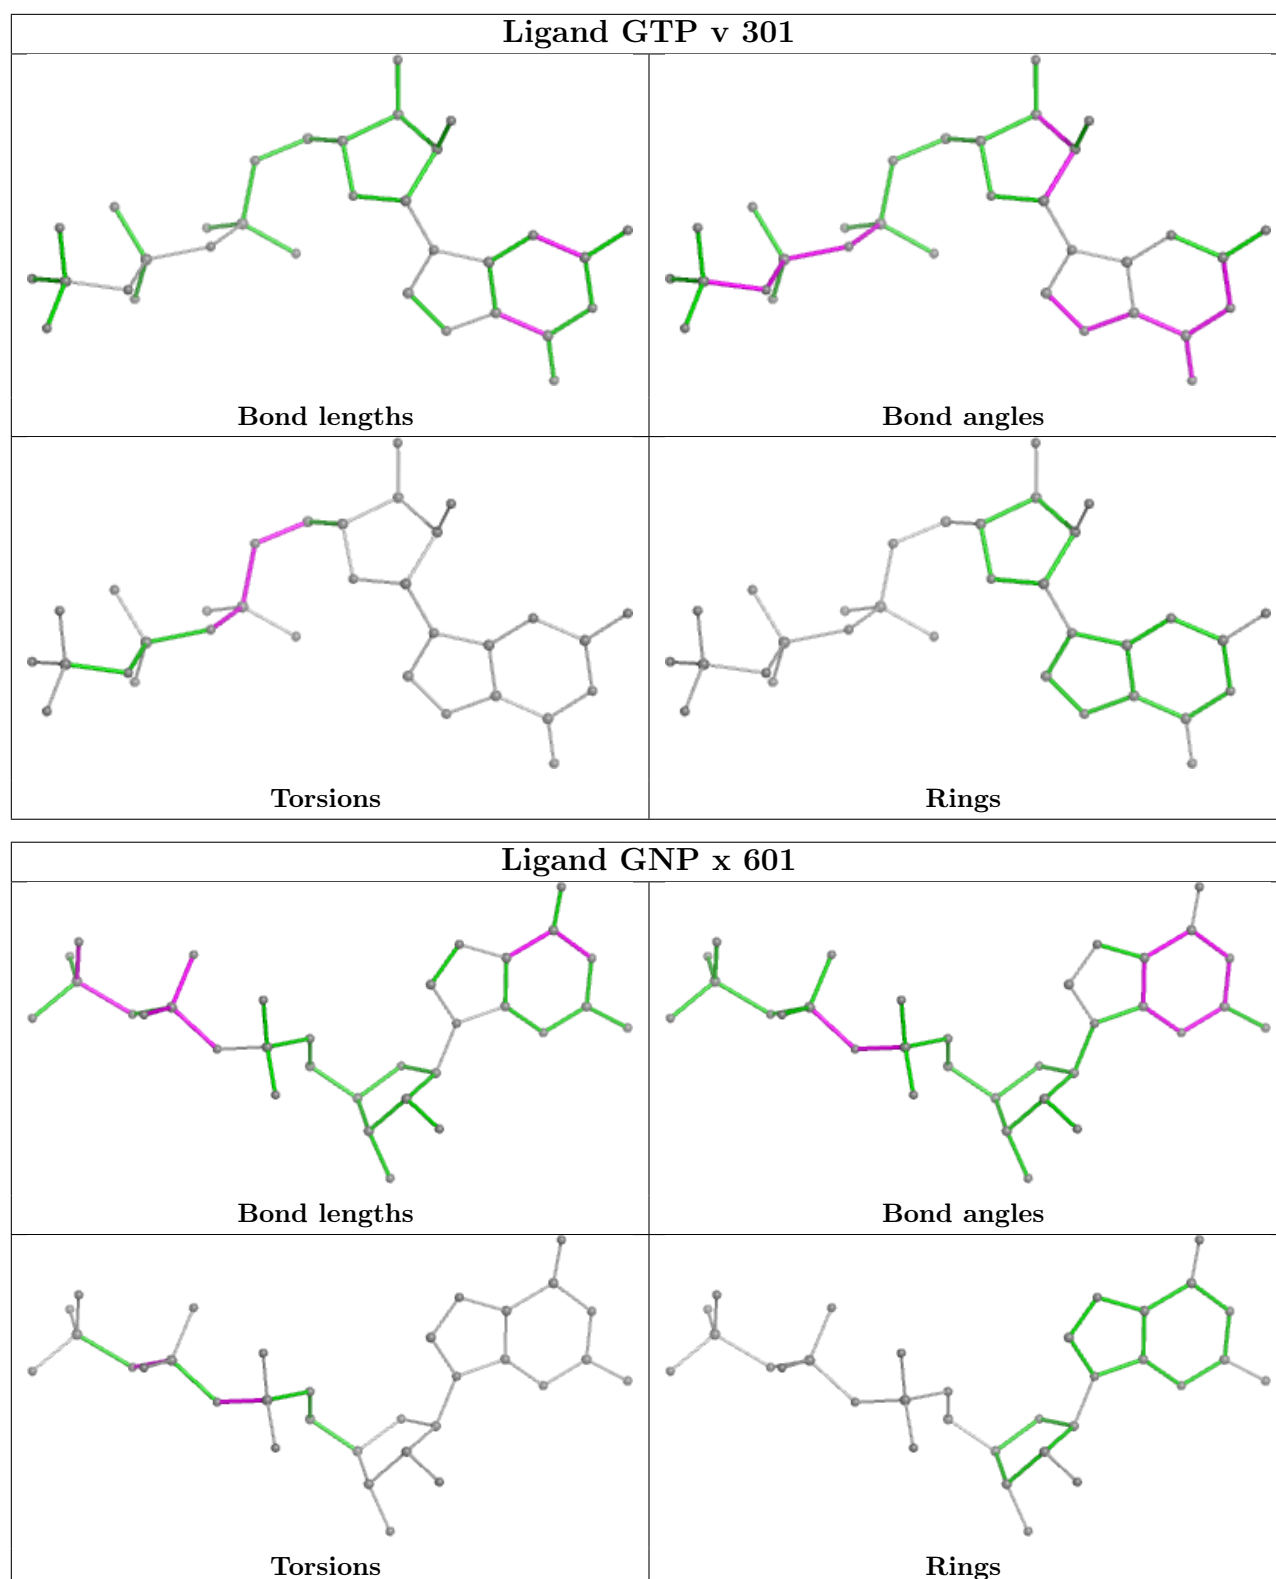 Ligand GTP v 301
Bond lengths
Bond angles
Torsions
Rings
Ligand GNP x 601
Bond lengths
Bond angles
Torsions
Rings